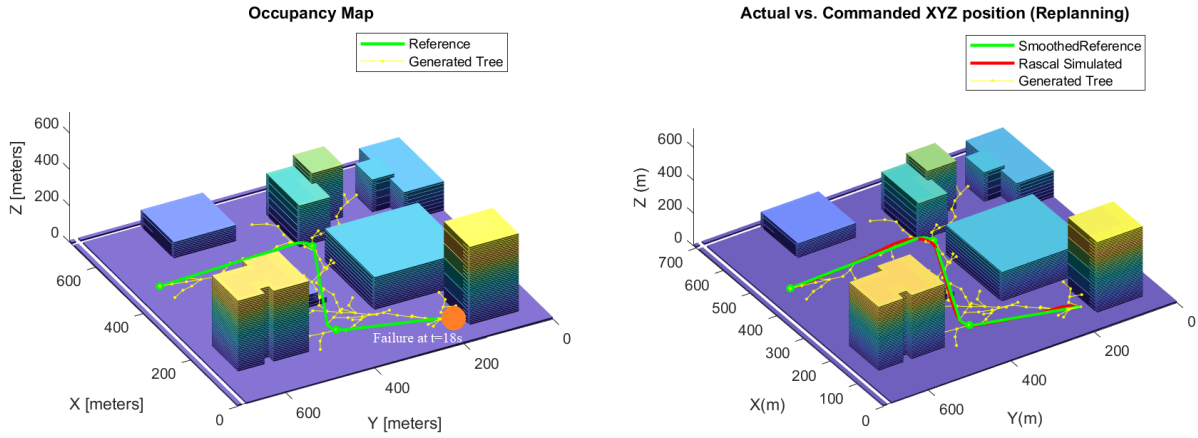 Occupancy Map
Reference
Generated Tree
600
400
200
0
Z [meters]
600
400
200
0
X [meters]
Failure at t=18s
600
400
200
0
Y [meters]
Actual vs. Commanded XYZ position (Replanning)
SmoothedReference
Rascal Simulated
Generated Tree
600
400
200
0
Z (m)
700
600
500
400
300
200
100
0
X(m)
600
400
200
0
Y(m)